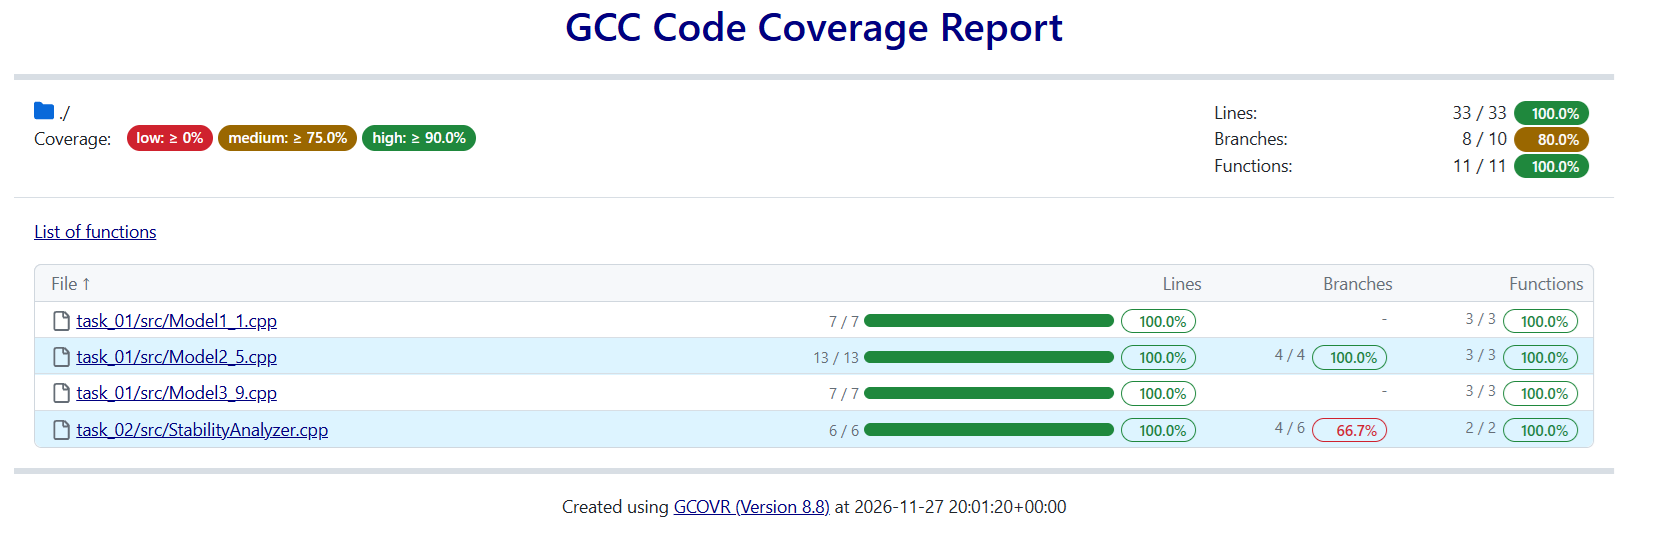 GCC Code Coverage Report
./
Coverage: low: ≥ 0% medium: ≥ 75.0% high: ≥ 90.0%
Lines: 33 / 33 100.0%
Branches: 8 / 10 80.0%
Functions: 11 / 11 100.0%
List of functions
File ↑ Lines Branches Functions
task_01/src/Model1_1.cpp 7 / 7 100.0% - 3 / 3 100.0%
task_01/src/Model2_5.cpp 13 / 13 100.0% 4 / 4 100.0% 3 / 3 100.0%
task_01/src/Model3_9.cpp 7 / 7 100.0% - 3 / 3 100.0%
task_02/src/StabilityAnalyzer.cpp 6 / 6 100.0% 4 / 6 66.7% 2 / 2 100.0%
Created using GCOVR (Version 8.8) at 2026-11-27 20:01:20+00:00